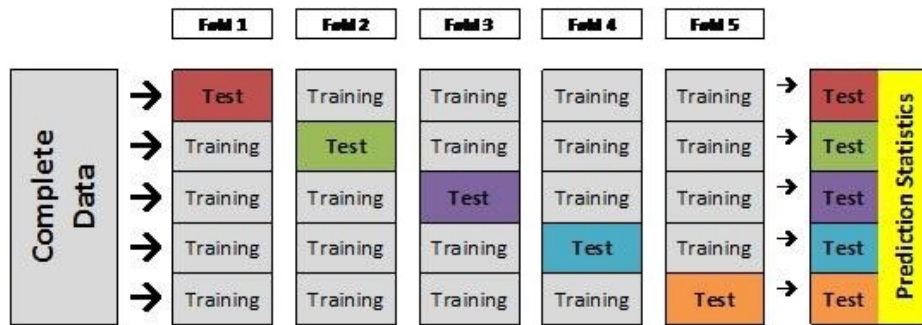 Fold 1 Fold 2 Fold 3 Fold 4 Fold 5
Complete Data
Test Training Training Training Training Test
Training Test Training Training Training Test
Training Training Test Training Training Test
Training Training Training Test Training Test
Training Training Training Training Test Test
Prediction Statistics